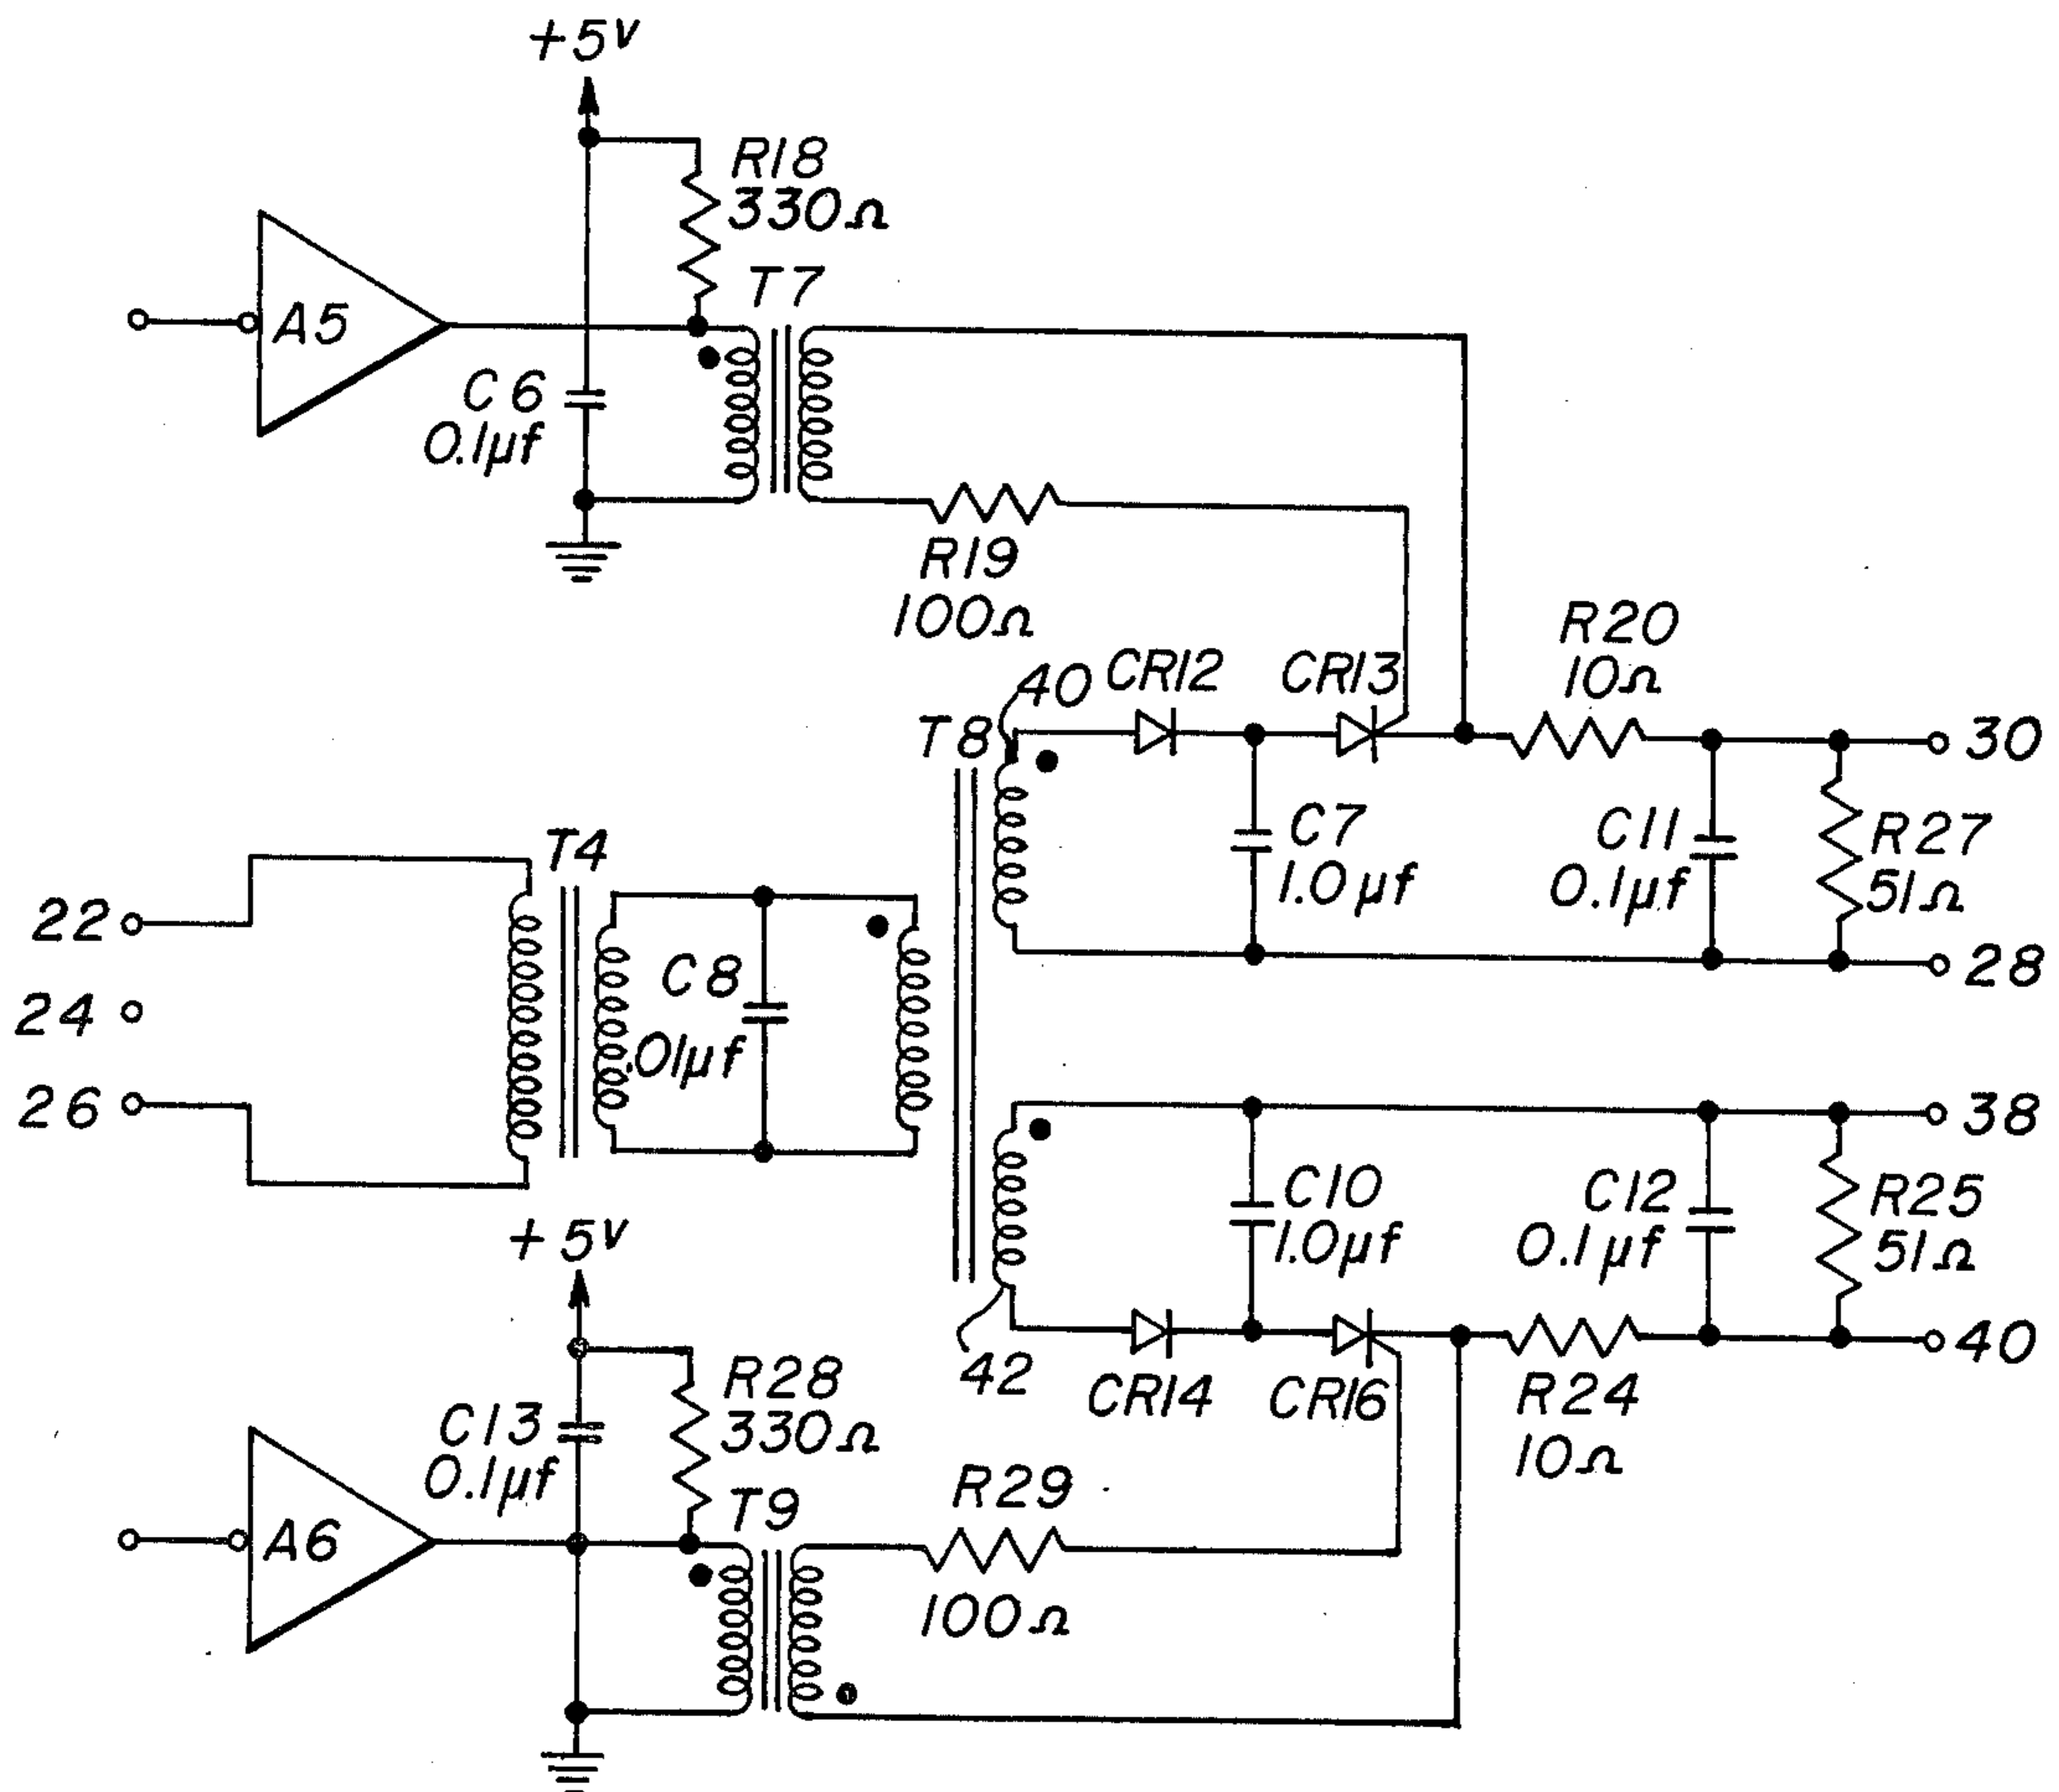 +5v
R18
330Ω
T7
A5
C6
0.1µf
R19
100Ω
R20
10Ω
40
CR12
CR13
T8
30
C7
1.0µf
C11
0.1µf
R27
51Ω
T4
22
C8
.01µf
28
24
26
38
C10
1.0µf
C12
0.1µf
R25
51Ω
+5v
42
CR14
CR16
40
R24
10Ω
R28
330Ω
C13
0.1µf
T9
R29
100Ω
A6